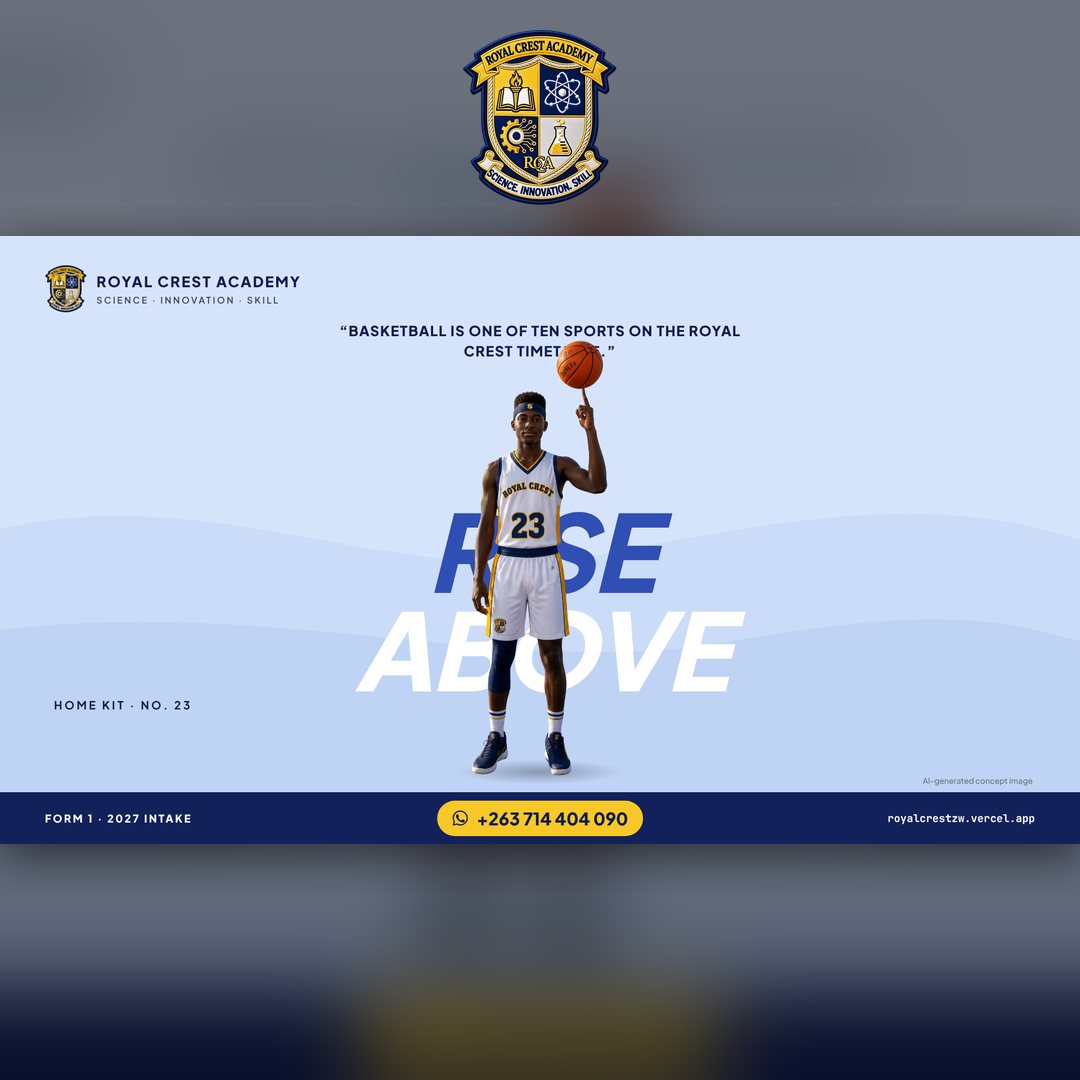 ROYAL CREST ACADEMY
RCA
SCIENCE. INNOVATION. SKILL
ROYAL CREST ACADEMY
SCIENCE · INNOVATION · SKILL
“BASKETBALL IS ONE OF TEN SPORTS ON THE ROYAL
CREST .”
ROYAL CREST
23
RISE
ABOVE
HOME KIT · NO. 23
AI-generated concept image
FORM 1 · 2027 INTAKE
+263 714 404 090
royalcrestzw.vercel.app